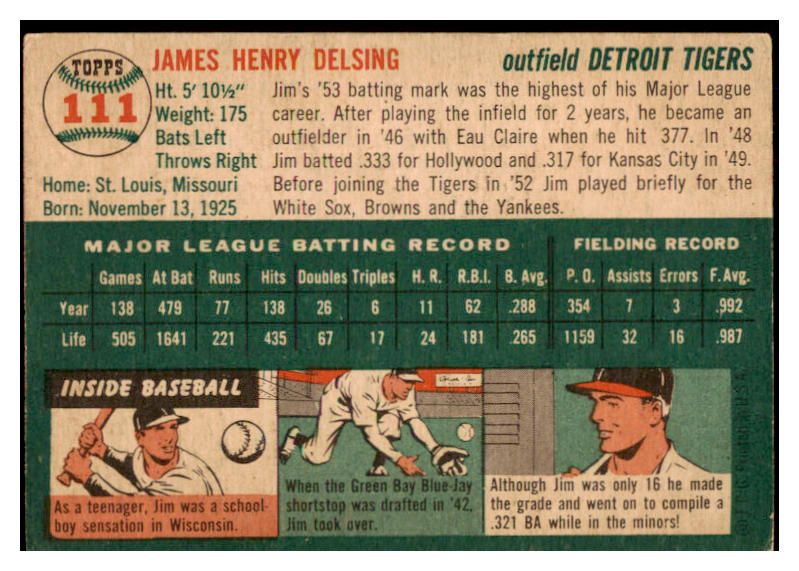 TOPPS
111
JAMES HENRY DELSING
outfield DETROIT TIGERS
Ht. 5' 10½"
Weight: 175
Bats Left
Throws Right
Home: St. Louis, Missouri
Born: November 13, 1925
Jim's '53 batting mark was the highest of his Major League
career. After playing the infield for 2 years, he became an
outfielder in '46 with Eau Claire when he hit 377. In '48
Jim batted .333 for Hollywood and .317 for Kansas City in '49.
Before joining the Tigers in '52 Jim played briefly for the
White Sox, Browns and the Yankees.
MAJOR LEAGUE BATTING RECORD FIELDING RECORD
Games At Bat Runs Hits Doubles Triples H. R. R.B.I. B. Avg. P. O. Assists Errors F. Avg.
Year 138 479 77 138 26 6 11 62 .288 354 7 3 .992
Life 505 1641 221 435 67 17 24 181 .265 1159 32 16 .987
INSIDE BASEBALL
As a teenager, Jim was a school-
boy sensation in Wisconsin.
When the Green Bay Blue-Jay
shortstop was drafted in '42,
Jim took over.
Although Jim was only 16 he made
the grade and went on to compile a
.321 BA while in the minors!